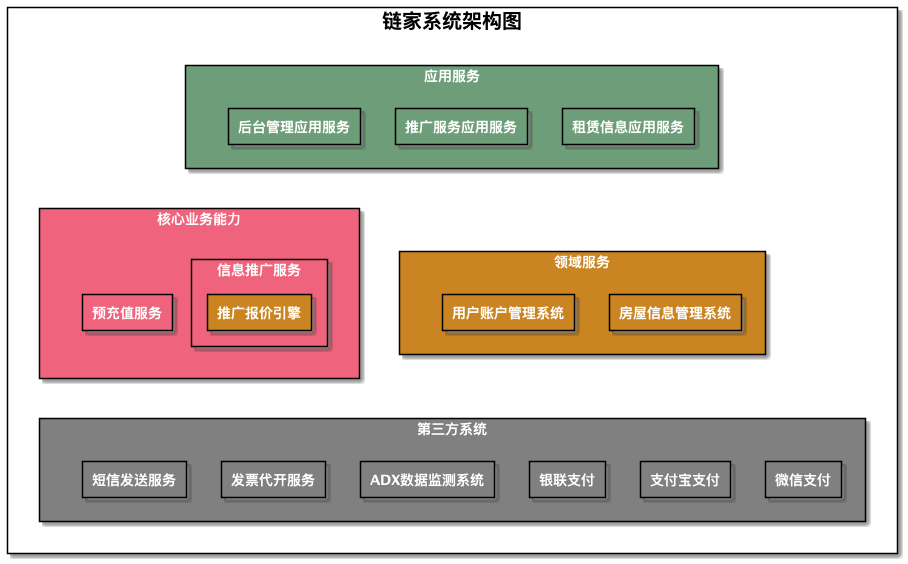 链家系统架构图
应用服务
后台管理应用服务
推广服务应用服务
租赁信息应用服务
核心业务能力
信息推广服务
预充值服务
推广报价引擎
领域服务
用户账户管理系统
房屋信息管理系统
第三方系统
短信发送服务
发票代开服务
ADX数据监测系统
银联支付
支付宝支付
微信支付